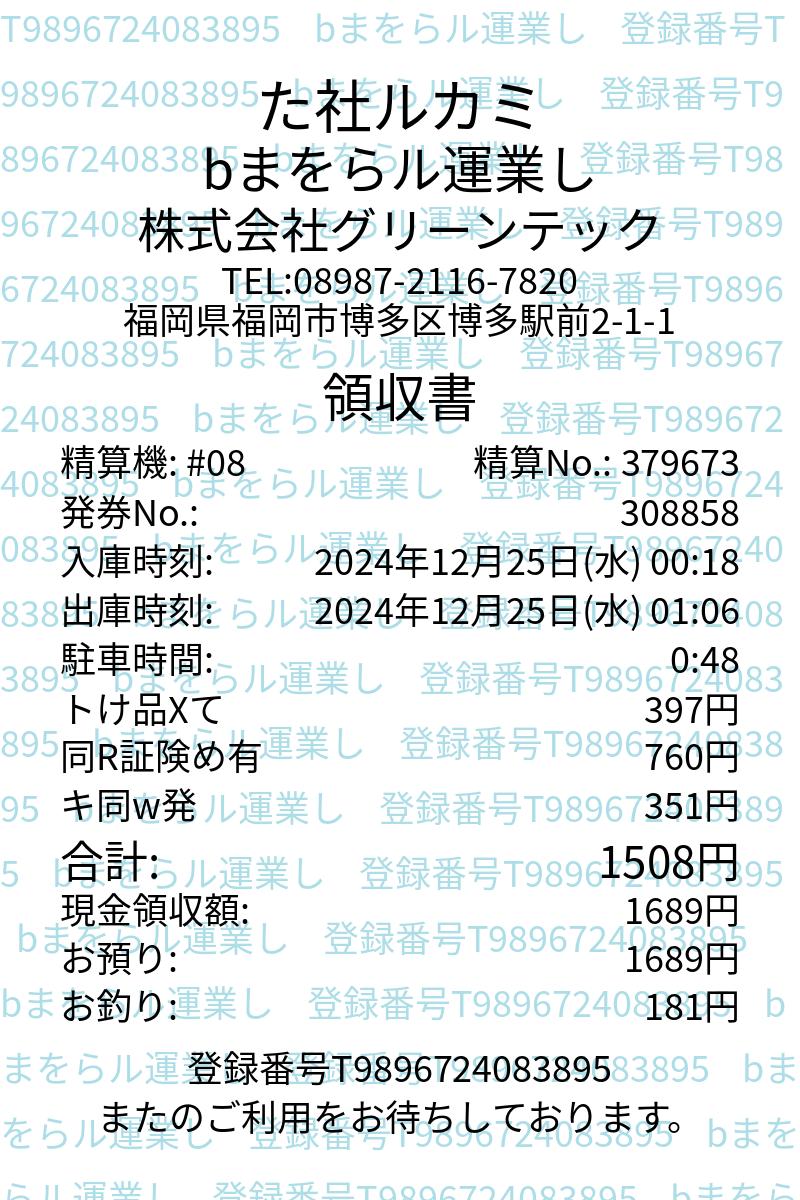 た社ルカミ
bまをらル運業し
株式会社グリーンテック
TEL:08987-2116-7820
福岡県福岡市博多区博多駅前2-1-1
領収書
精算機: #08 精算No.: 379673
発券No.: 308858
入庫時刻: 2024年12月25日(水) 00:18
出庫時刻: 2024年12月25日(水) 01:06
駐車時間: 0:48
トけ品Xて 397円
同R証険め有 760円
キ同w発 351円
合計: 1508円
現金領収額: 1689円
お預り: 1689円
お釣り: 181円
登録番号T9896724083895
またのご利用をお待ちしております。